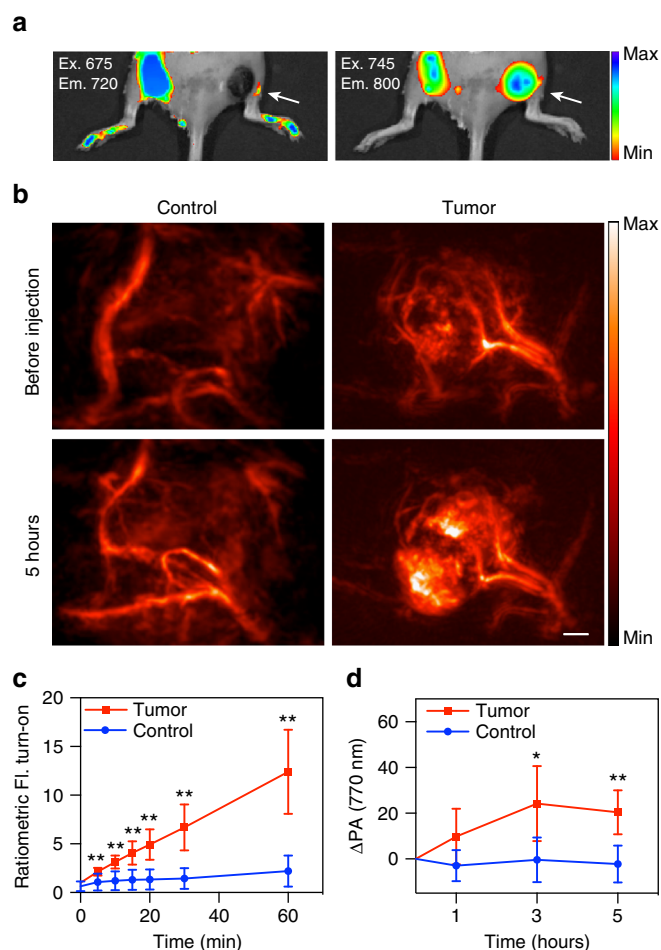 a
Ex. 675
Em. 720
Ex. 745
Em. 800
Max
Min
b
Control
Tumor
Before injection
5 hours
Max
Min
c
Ratiometric Fl. turn-on
20
15
10
5
0
Tumor
Control
**
**
**
**
**
**
0
20
40
60
Time (min)
d
ΔPA (770 nm)
60
40
20
0
Tumor
Control
*
**
1
3
5
Time (hours)